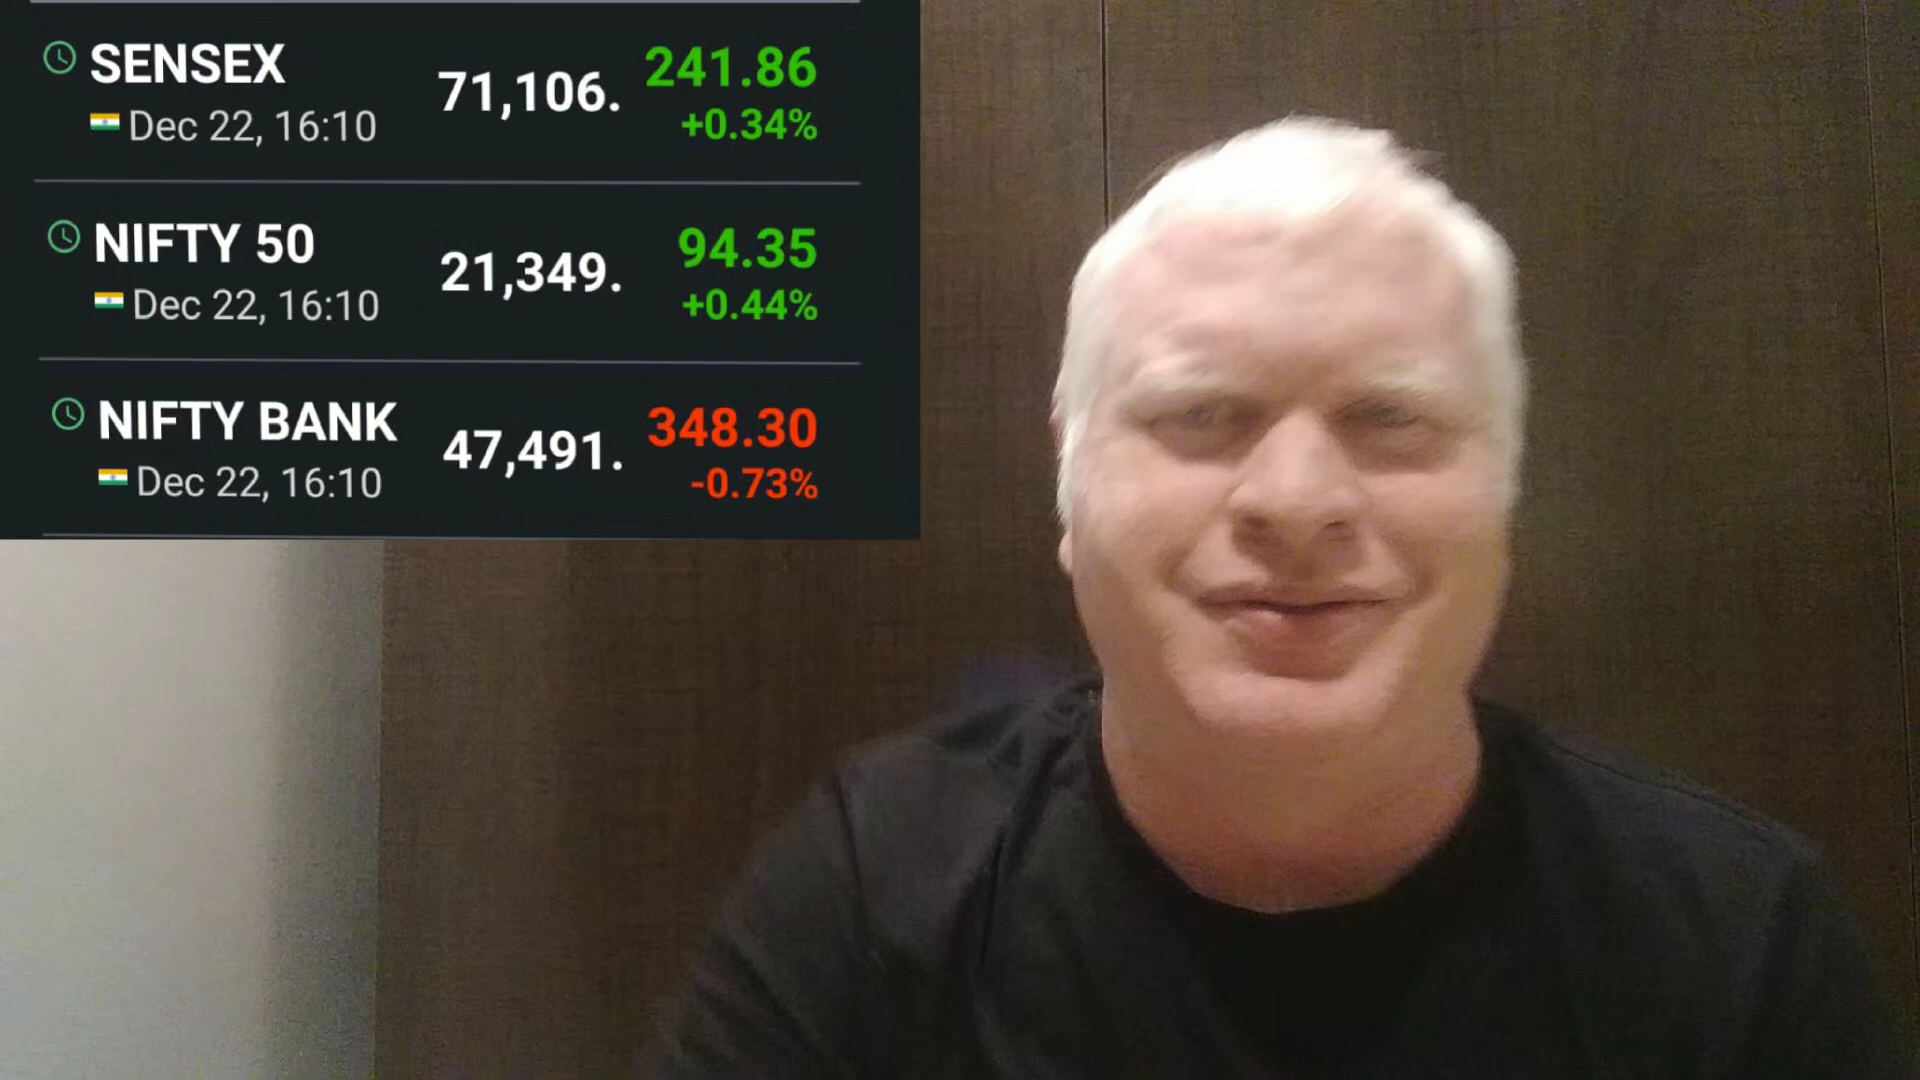 SENSEX 71,106. 241.86
Dec 22, 16:10 +0.34%
NIFTY 50 21,349. 94.35
Dec 22, 16:10 +0.44%
NIFTY BANK 47,491. 348.30
Dec 22, 16:10 -0.73%